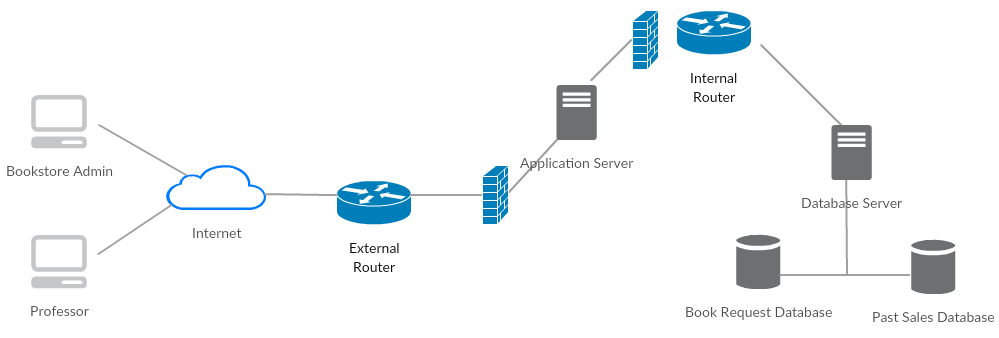 Bookstore Admin
Professor
Internet
External
Router
Application Server
Internal
Router
Database Server
Book Request Database
Past Sales Database